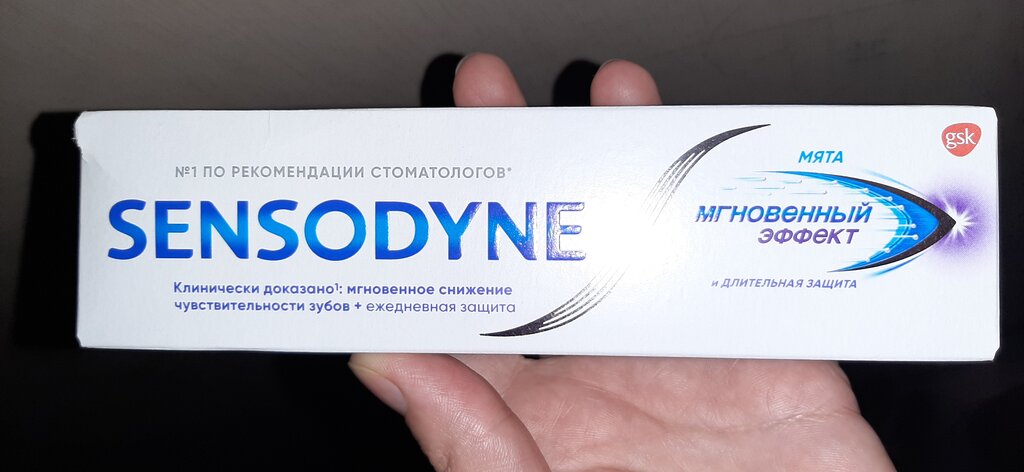 №1 ПО РЕКОМЕНДАЦИИ СТОМАТОЛОГОВ*
SENSODYNE
Клинически доказано¹: мгновенное снижение
чувствительности зубов + ежедневная защита
gsk
МЯТА
МГНОВЕННЫЙ
ЭФФЕКТ
И ДЛИТЕЛЬНАЯ ЗАЩИТА